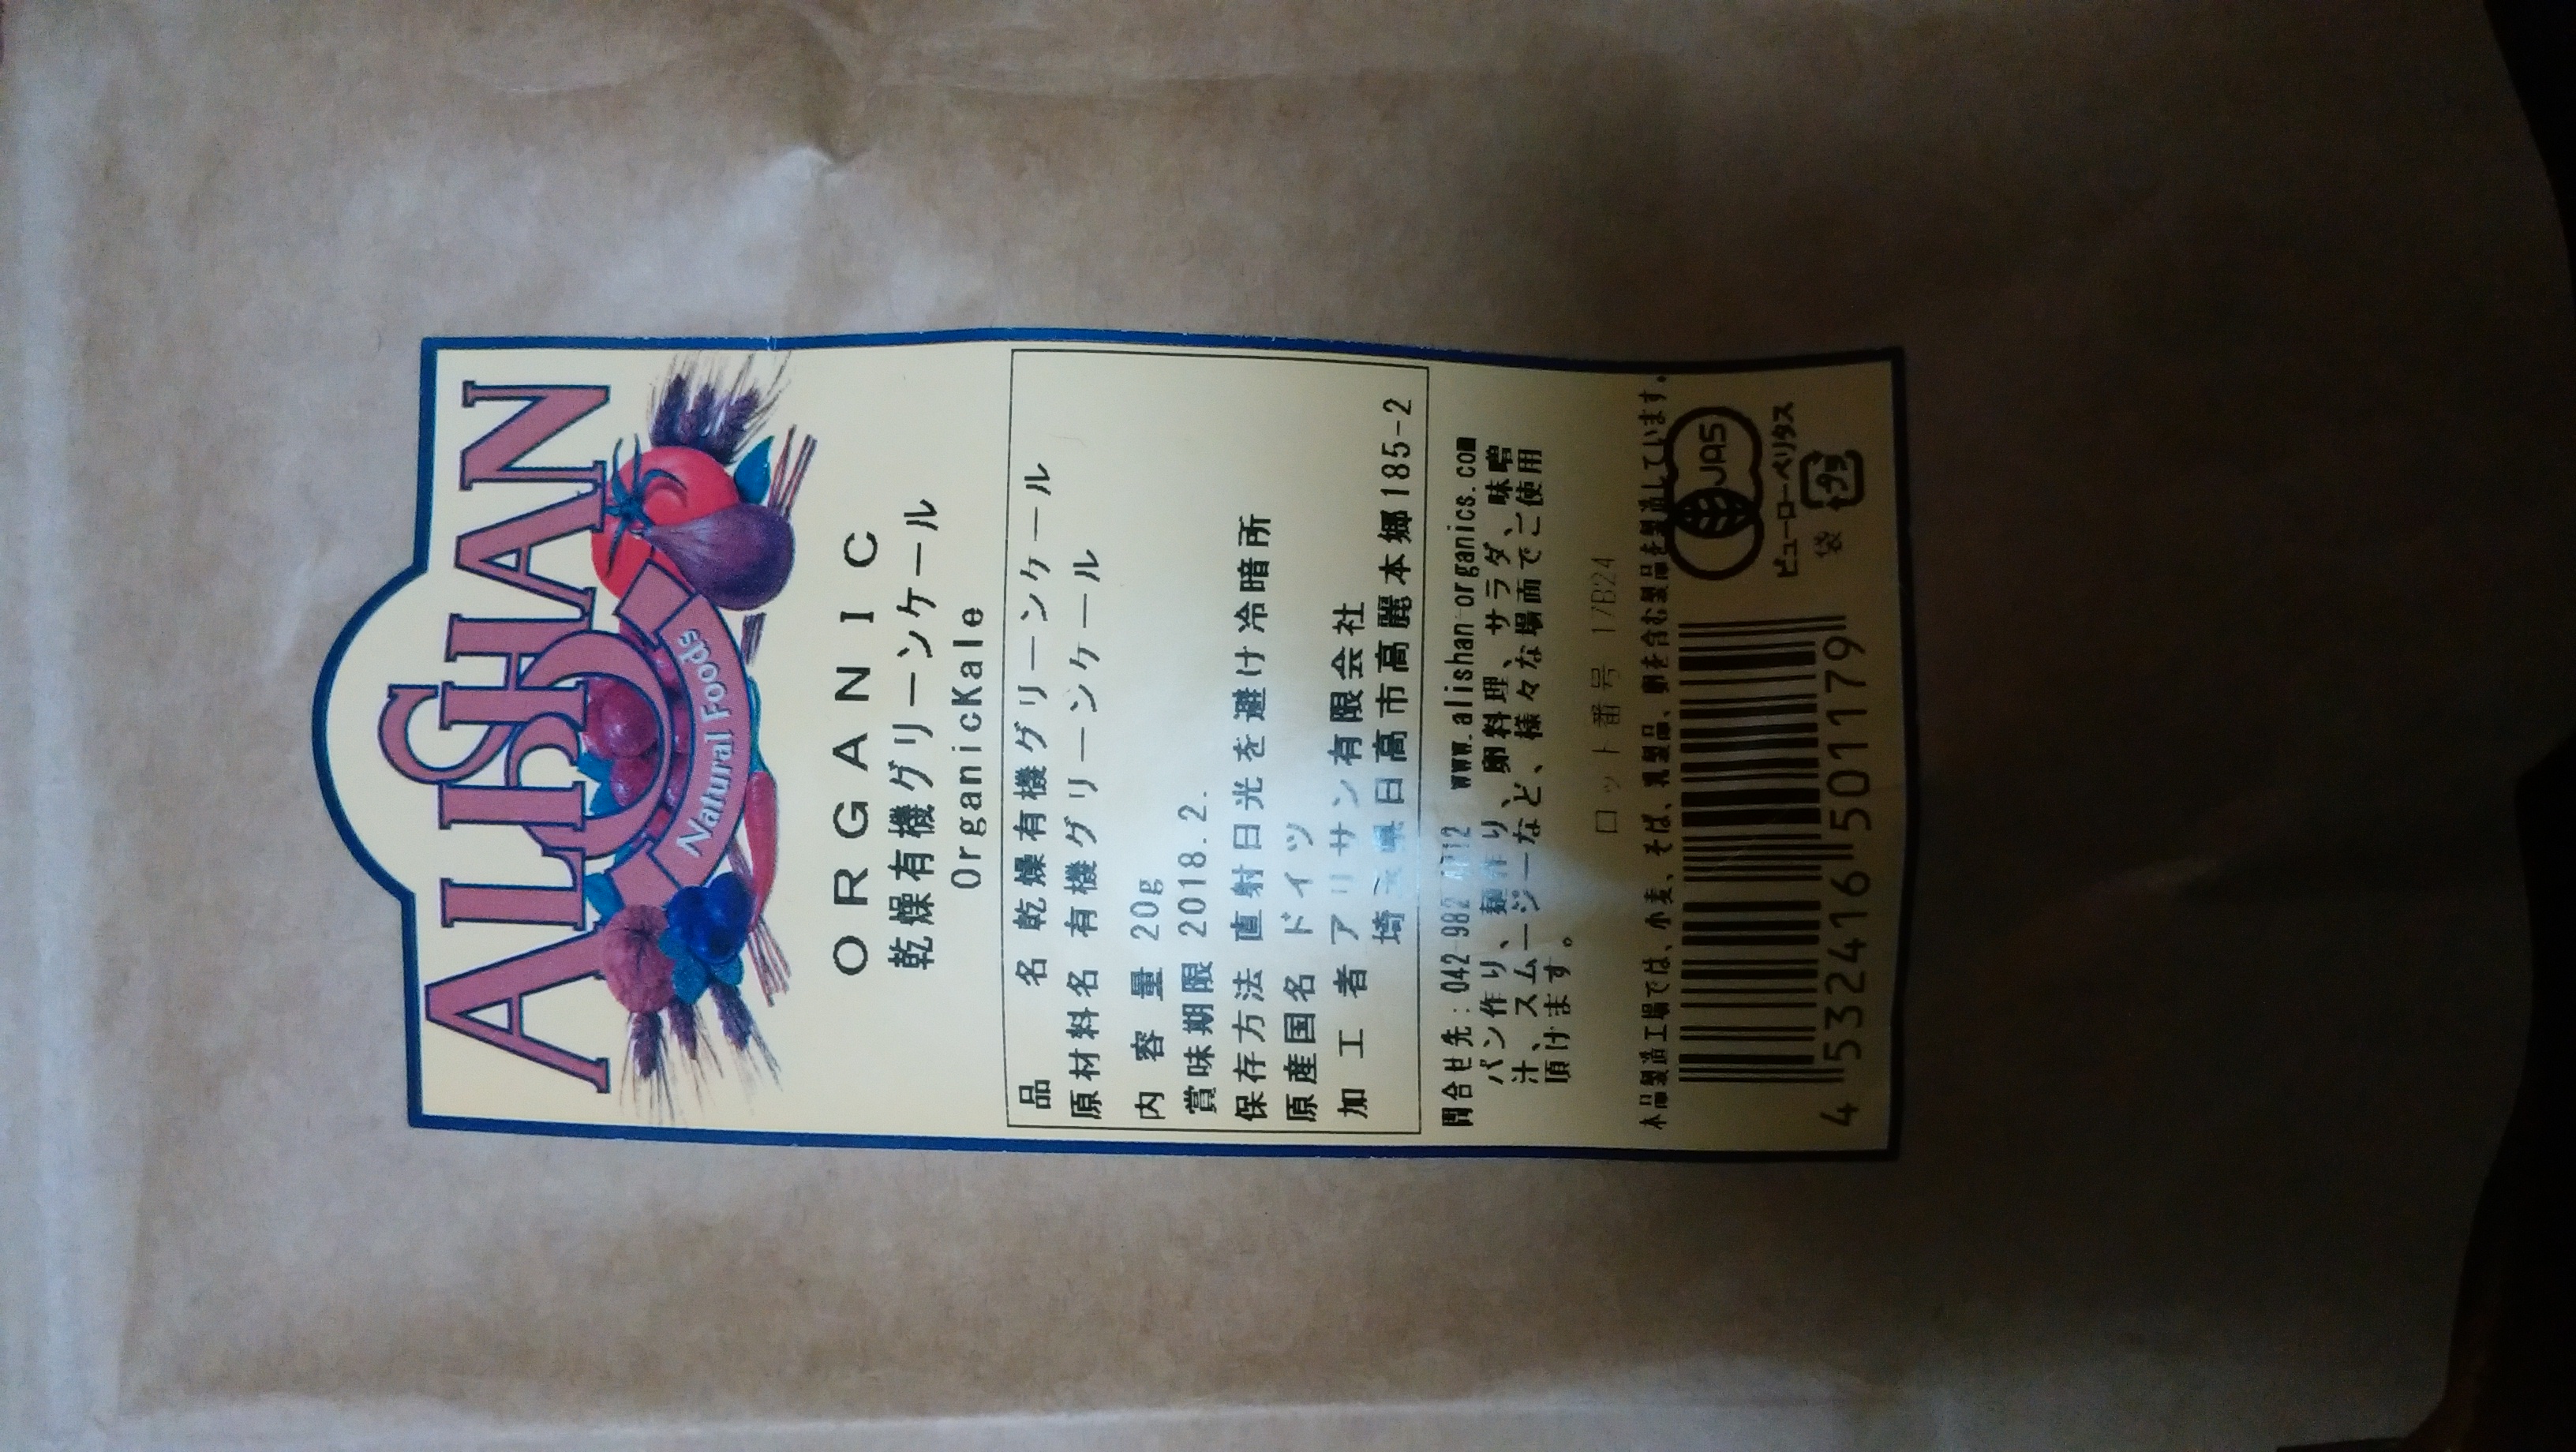 ALISHAN
Natural Foods
ORGANIC
乾燥有機グリーンケール
OrganicKale
品 名 乾燥有機グリーンケール
原材料名 有機グリーンケール
内 容 量 20g
賞味期限 2018.2.
保存方法 直射日光を避け冷暗所
原産国名 ドイツ
加 工 者 アリサン有限会社
埼玉県日高市高麗本郷185-2
問合せ先:042-982- www.alishan-organics.com
パン作り、麺作り、卵料理、サラダ、味噌
汁、スムージーなど、様々な場面でご使用
頂けます。
ロット番号 17B24
本品製造工場では、小麦、そば、乳製品、卵を含む製品を製造しています。
JAS
ビューローベリタス
袋 プラ
4 532416 501179